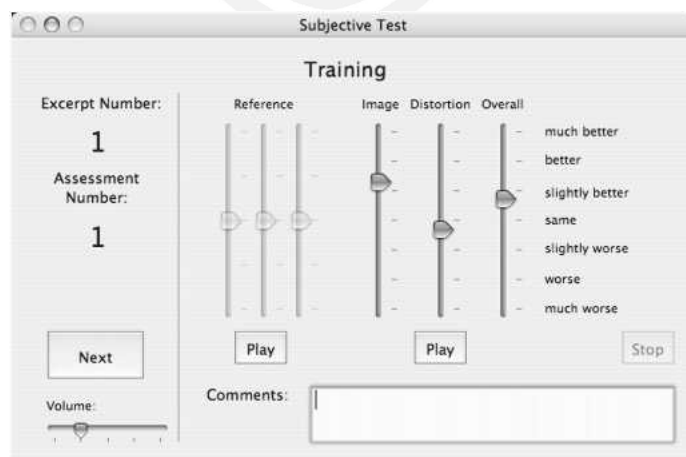 Subjective Test
Training
Excerpt Number:
1
Assessment
Number:
1
Next
Volume:
Reference
Image Distortion Overall
much better
better
slightly better
same
slightly worse
worse
much worse
Play
Play
Stop
Comments: